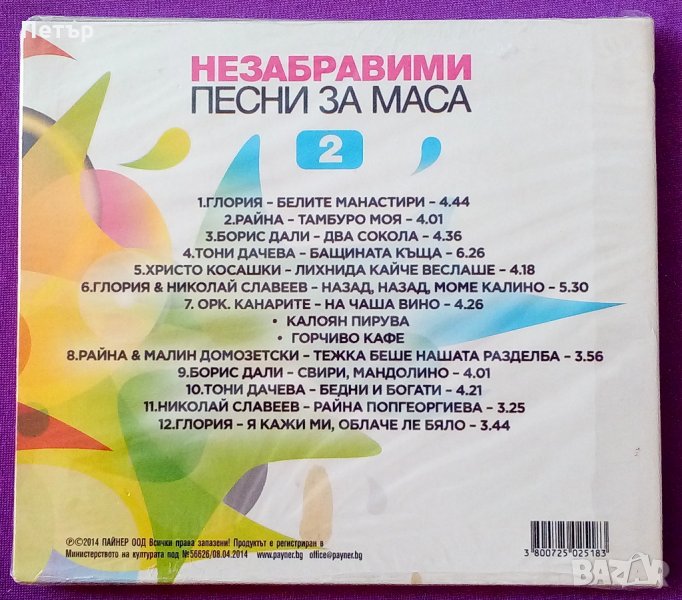 Петър
НЕЗАБРАВИМИ
ПЕСНИ ЗА МАСА
2
1.ГЛОРИЯ – БЕЛИТЕ МАНАСТИРИ – 4.44
2.РАЙНА – ТАМБУРО МОЯ – 4.01
3.БОРИС ДАЛИ – ДВА СОКОЛА – 4.36
4.ТОНИ ДАЧЕВА – БАЩИНАТА КЪЩА – 6.26
5.ХРИСТО КОСАШКИ – ЛИХНИДА КАЙЧЕ ВЕСЛАШЕ – 4.18
6.ГЛОРИЯ & НИКОЛАЙ СЛАВЕЕВ – НАЗАД, НАЗАД, МОМЕ КАЛИНО – 5.30
7. ОРК. КАНАРИТЕ – НА ЧАША ВИНО – 4.26
• КАЛОЯН ПИРУВА
• ГОРЧИВО КАФЕ
8.РАЙНА & МАЛИН ДОМОЗЕТСКИ – ТЕЖКА БЕШЕ НАШАТА РАЗДЕЛБА – 3.56
9.БОРИС ДАЛИ – СВИРИ, МАНДОЛИНО – 4.01
10.ТОНИ ДАЧЕВА – БЕДНИ И БОГАТИ – 4.21
11.НИКОЛАЙ СЛАВЕЕВ – РАЙНА ПОПГЕОРГИЕВА – 3.25
12.ГЛОРИЯ – Я КАЖИ МИ, ОБЛАЧЕ ЛЕ БЯЛО – 3.44
℗©2014 ПАЙНЕР ООД Всички права запазени! Продуктът е регистриран в
Министерството на културата под №56626/08.04.2014 www.payner.bg office@payner.bg
3 800725 025183
BAZAR